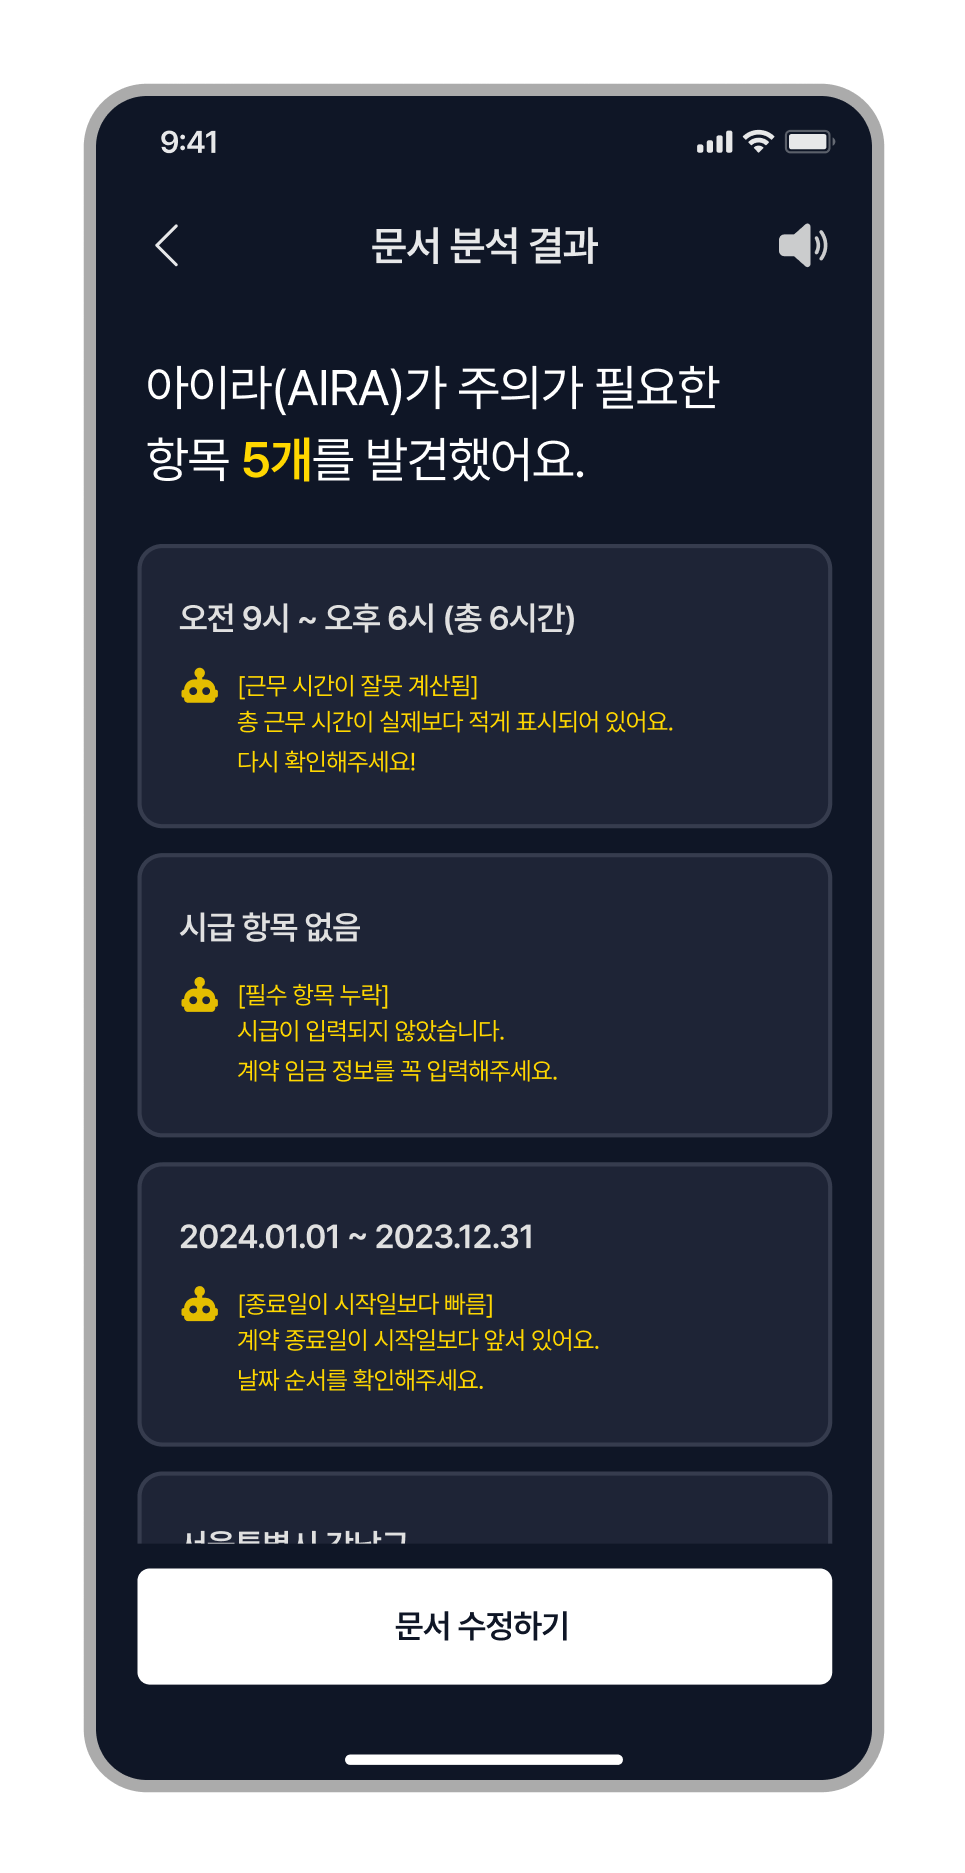 9:41
문서 분석 결과
아이라(AIRA)가 주의가 필요한
항목 5개를 발견했어요.
오전 9시 ~ 오후 6시 (총 6시간)
[근무 시간이 잘못 계산됨]
총 근무 시간이 실제보다 적게 표시되어 있어요.
다시 확인해주세요!
시급 항목 없음
[필수 항목 누락]
시급이 입력되지 않았습니다.
계약 임금 정보를 꼭 입력해주세요.
2024.01.01 ~ 2023.12.31
[종료일이 시작일보다 빠름]
계약 종료일이 시작일보다 앞서 있어요.
날짜 순서를 확인해주세요.
서울특별시 강남구
문서 수정하기